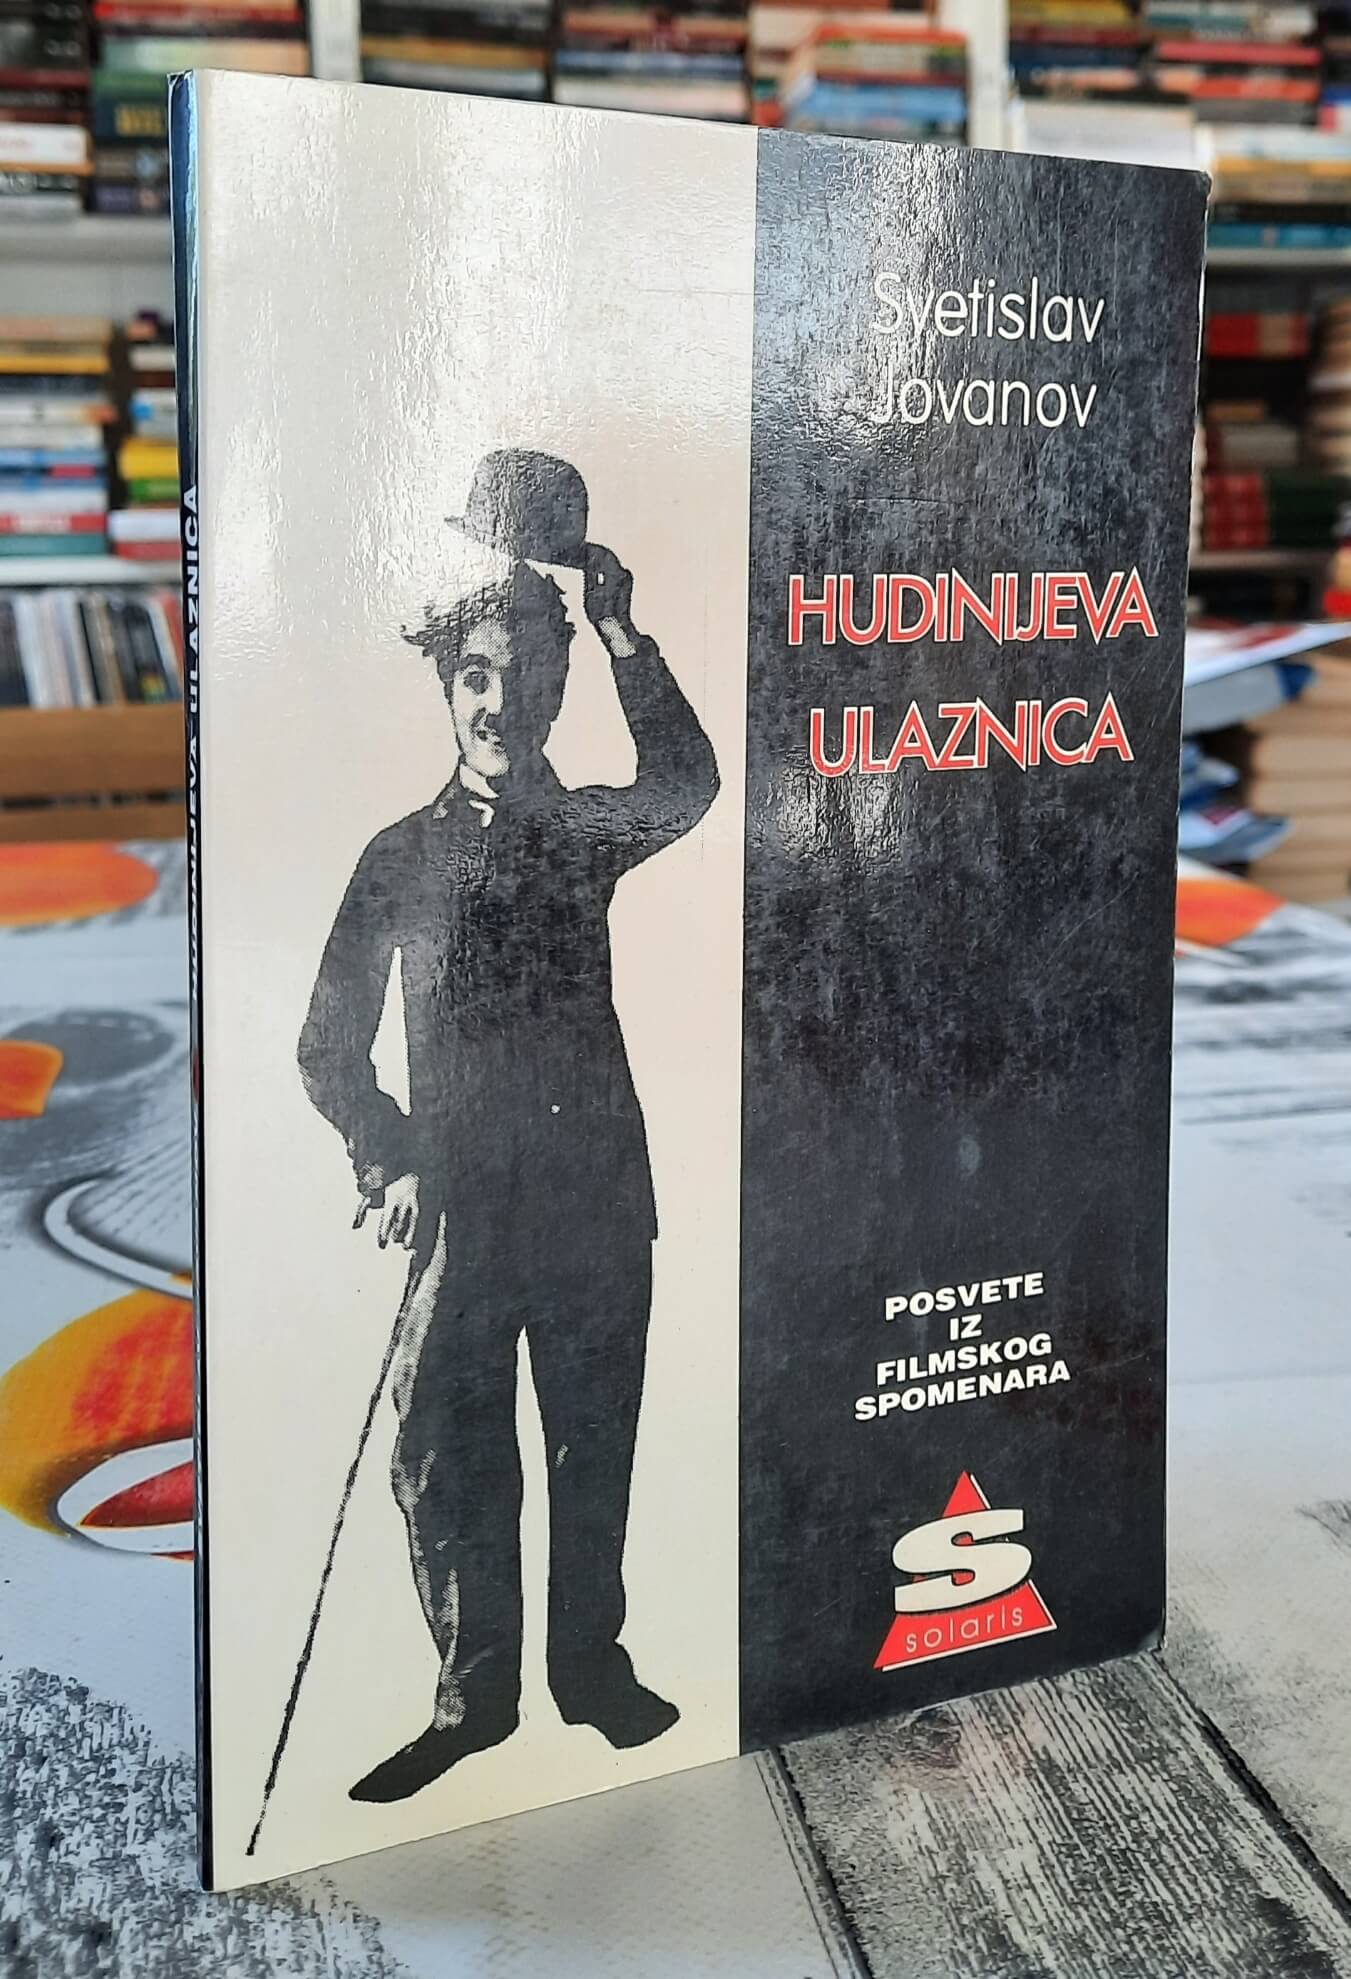 Svetislav
Jovanov
HUDINIJEVA
ULAZNICA
POSVETE
IZ
FILMSKOG
SPOMENARA
S
solaris
HUDINIJEVA ULAZNICA